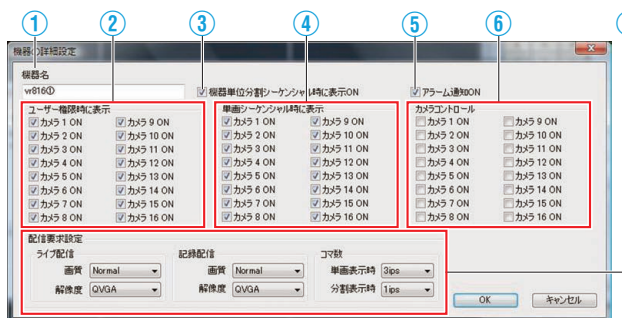 ① ② ③ ④ ⑤ ⑥
機器の詳細設定
機器名
vr816①
機器単位分割シーケンシャル時に表示ON
アラーム通知ON
ユーザー権限時に表示
カメラ 1 ON カメラ 9 ON
カメラ 2 ON カメラ 10 ON
カメラ 3 ON カメラ 11 ON
カメラ 4 ON カメラ 12 ON
カメラ 5 ON カメラ 13 ON
カメラ 6 ON カメラ 14 ON
カメラ 7 ON カメラ 15 ON
カメラ 8 ON カメラ 16 ON
単画シーケンシャル時に表示
カメラ 1 ON カメラ 9 ON
カメラ 2 ON カメラ 10 ON
カメラ 3 ON カメラ 11 ON
カメラ 4 ON カメラ 12 ON
カメラ 5 ON カメラ 13 ON
カメラ 6 ON カメラ 14 ON
カメラ 7 ON カメラ 15 ON
カメラ 8 ON カメラ 16 ON
カメラコントロール
カメラ 1 ON カメラ 9 ON
カメラ 2 ON カメラ 10 ON
カメラ 3 ON カメラ 11 ON
カメラ 4 ON カメラ 12 ON
カメラ 5 ON カメラ 13 ON
カメラ 6 ON カメラ 14 ON
カメラ 7 ON カメラ 15 ON
カメラ 8 ON カメラ 16 ON
配信要求設定
ライブ配信
画質 Normal
解像度 QVGA
記録配信
画質 Normal
解像度 QVGA
コマ数
単画表示時 3ips
分割表示時 1ips
OK キャンセル